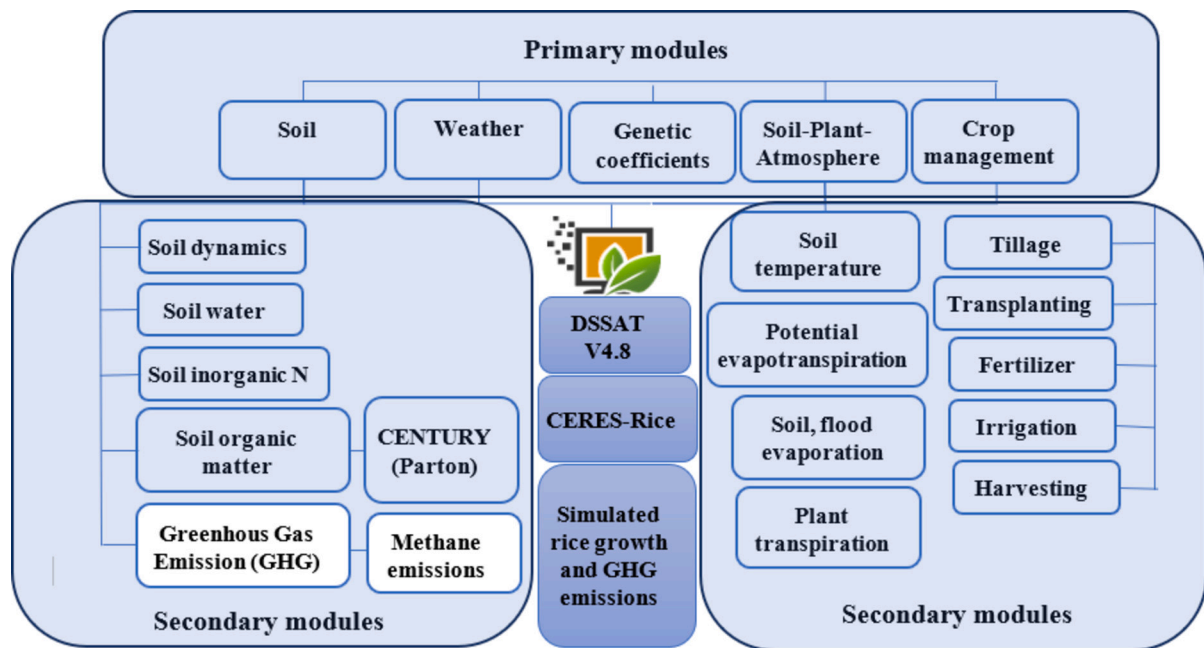 Primary modules
Soil
Weather
Genetic
coefficients
Soil-Plant-
Atmosphere
Crop
management
Soil dynamics
Soil water
Soil inorganic N
Soil organic
matter
CENTURY
(Parton)
Greenhous Gas
Emission (GHG)
Methane
emissions
Secondary modules
DSSAT
V4.8
CERES-Rice
Simulated
rice growth
and GHG
emissions
Soil
temperature
Potential
evapotranspiration
Soil, flood
evaporation
Plant
transpiration
Tillage
Transplanting
Fertilizer
Irrigation
Harvesting
Secondary modules